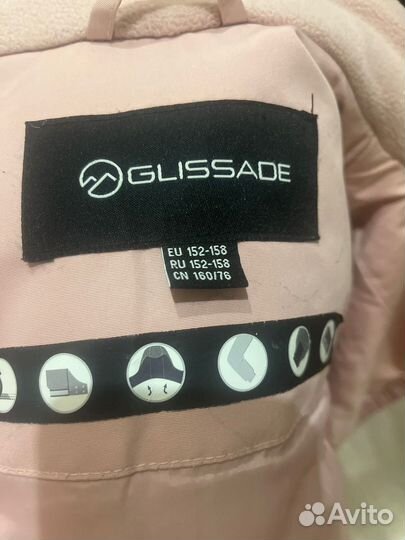 GLISSADE
EU 152-158
RU 152-158
CN 160/76
Avito